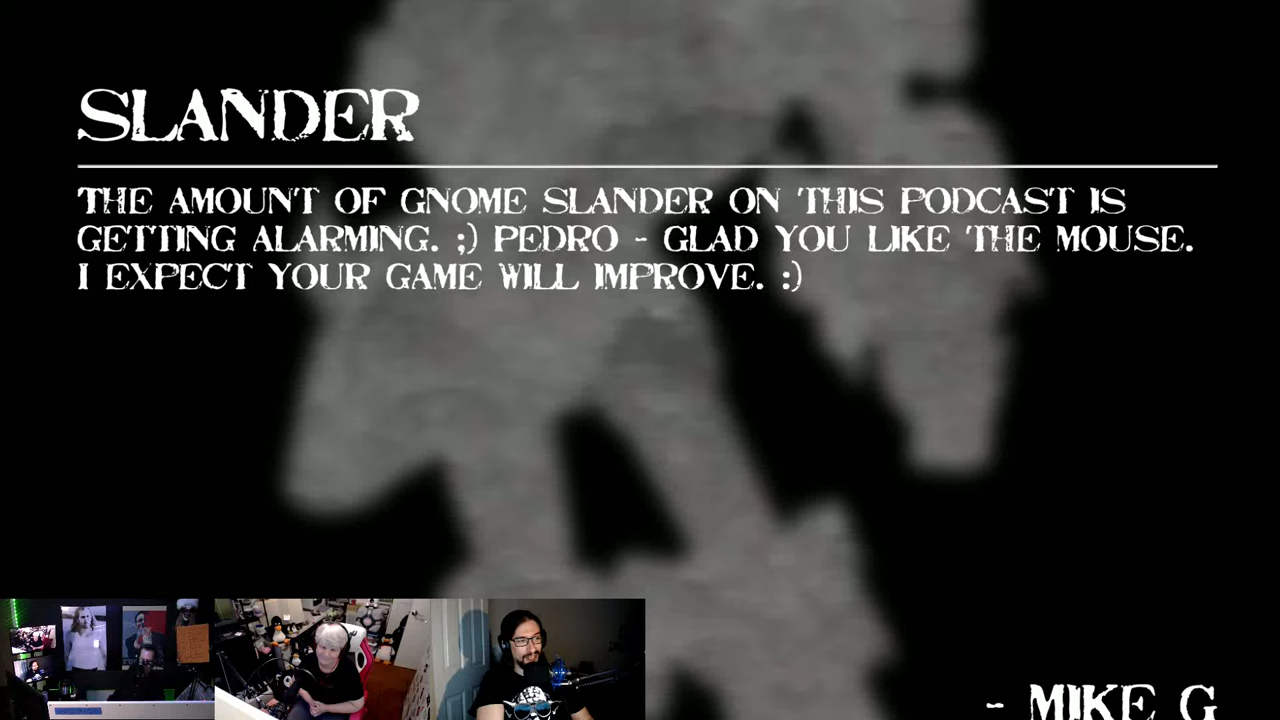 SLANDER
THE AMOUNT OF GNOME SLANDER ON THIS PODCAST IS
GETTING ALARMING. ;) PEDRO - GLAD YOU LIKE THE MOUSE.
I EXPECT YOUR GAME WILL IMPROVE. :)
- MIKE G